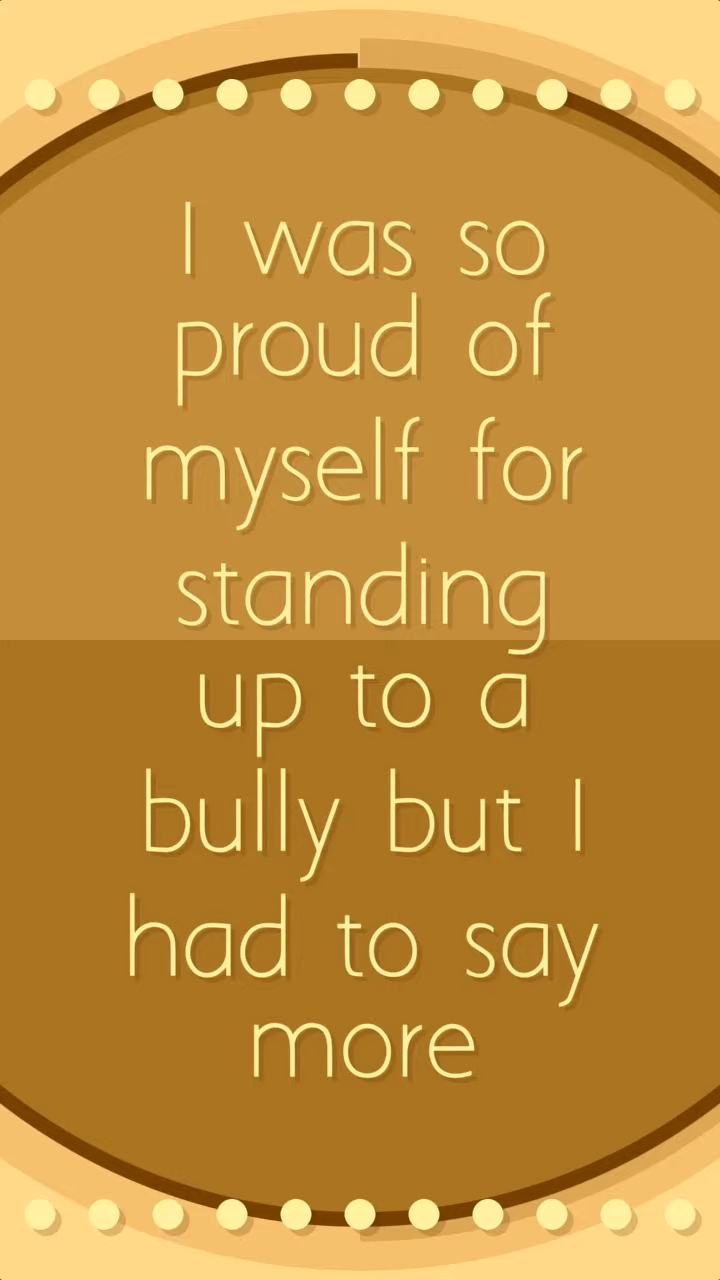 I was so
proud of
myself for
standing
up to a
bully but I
had to say
more